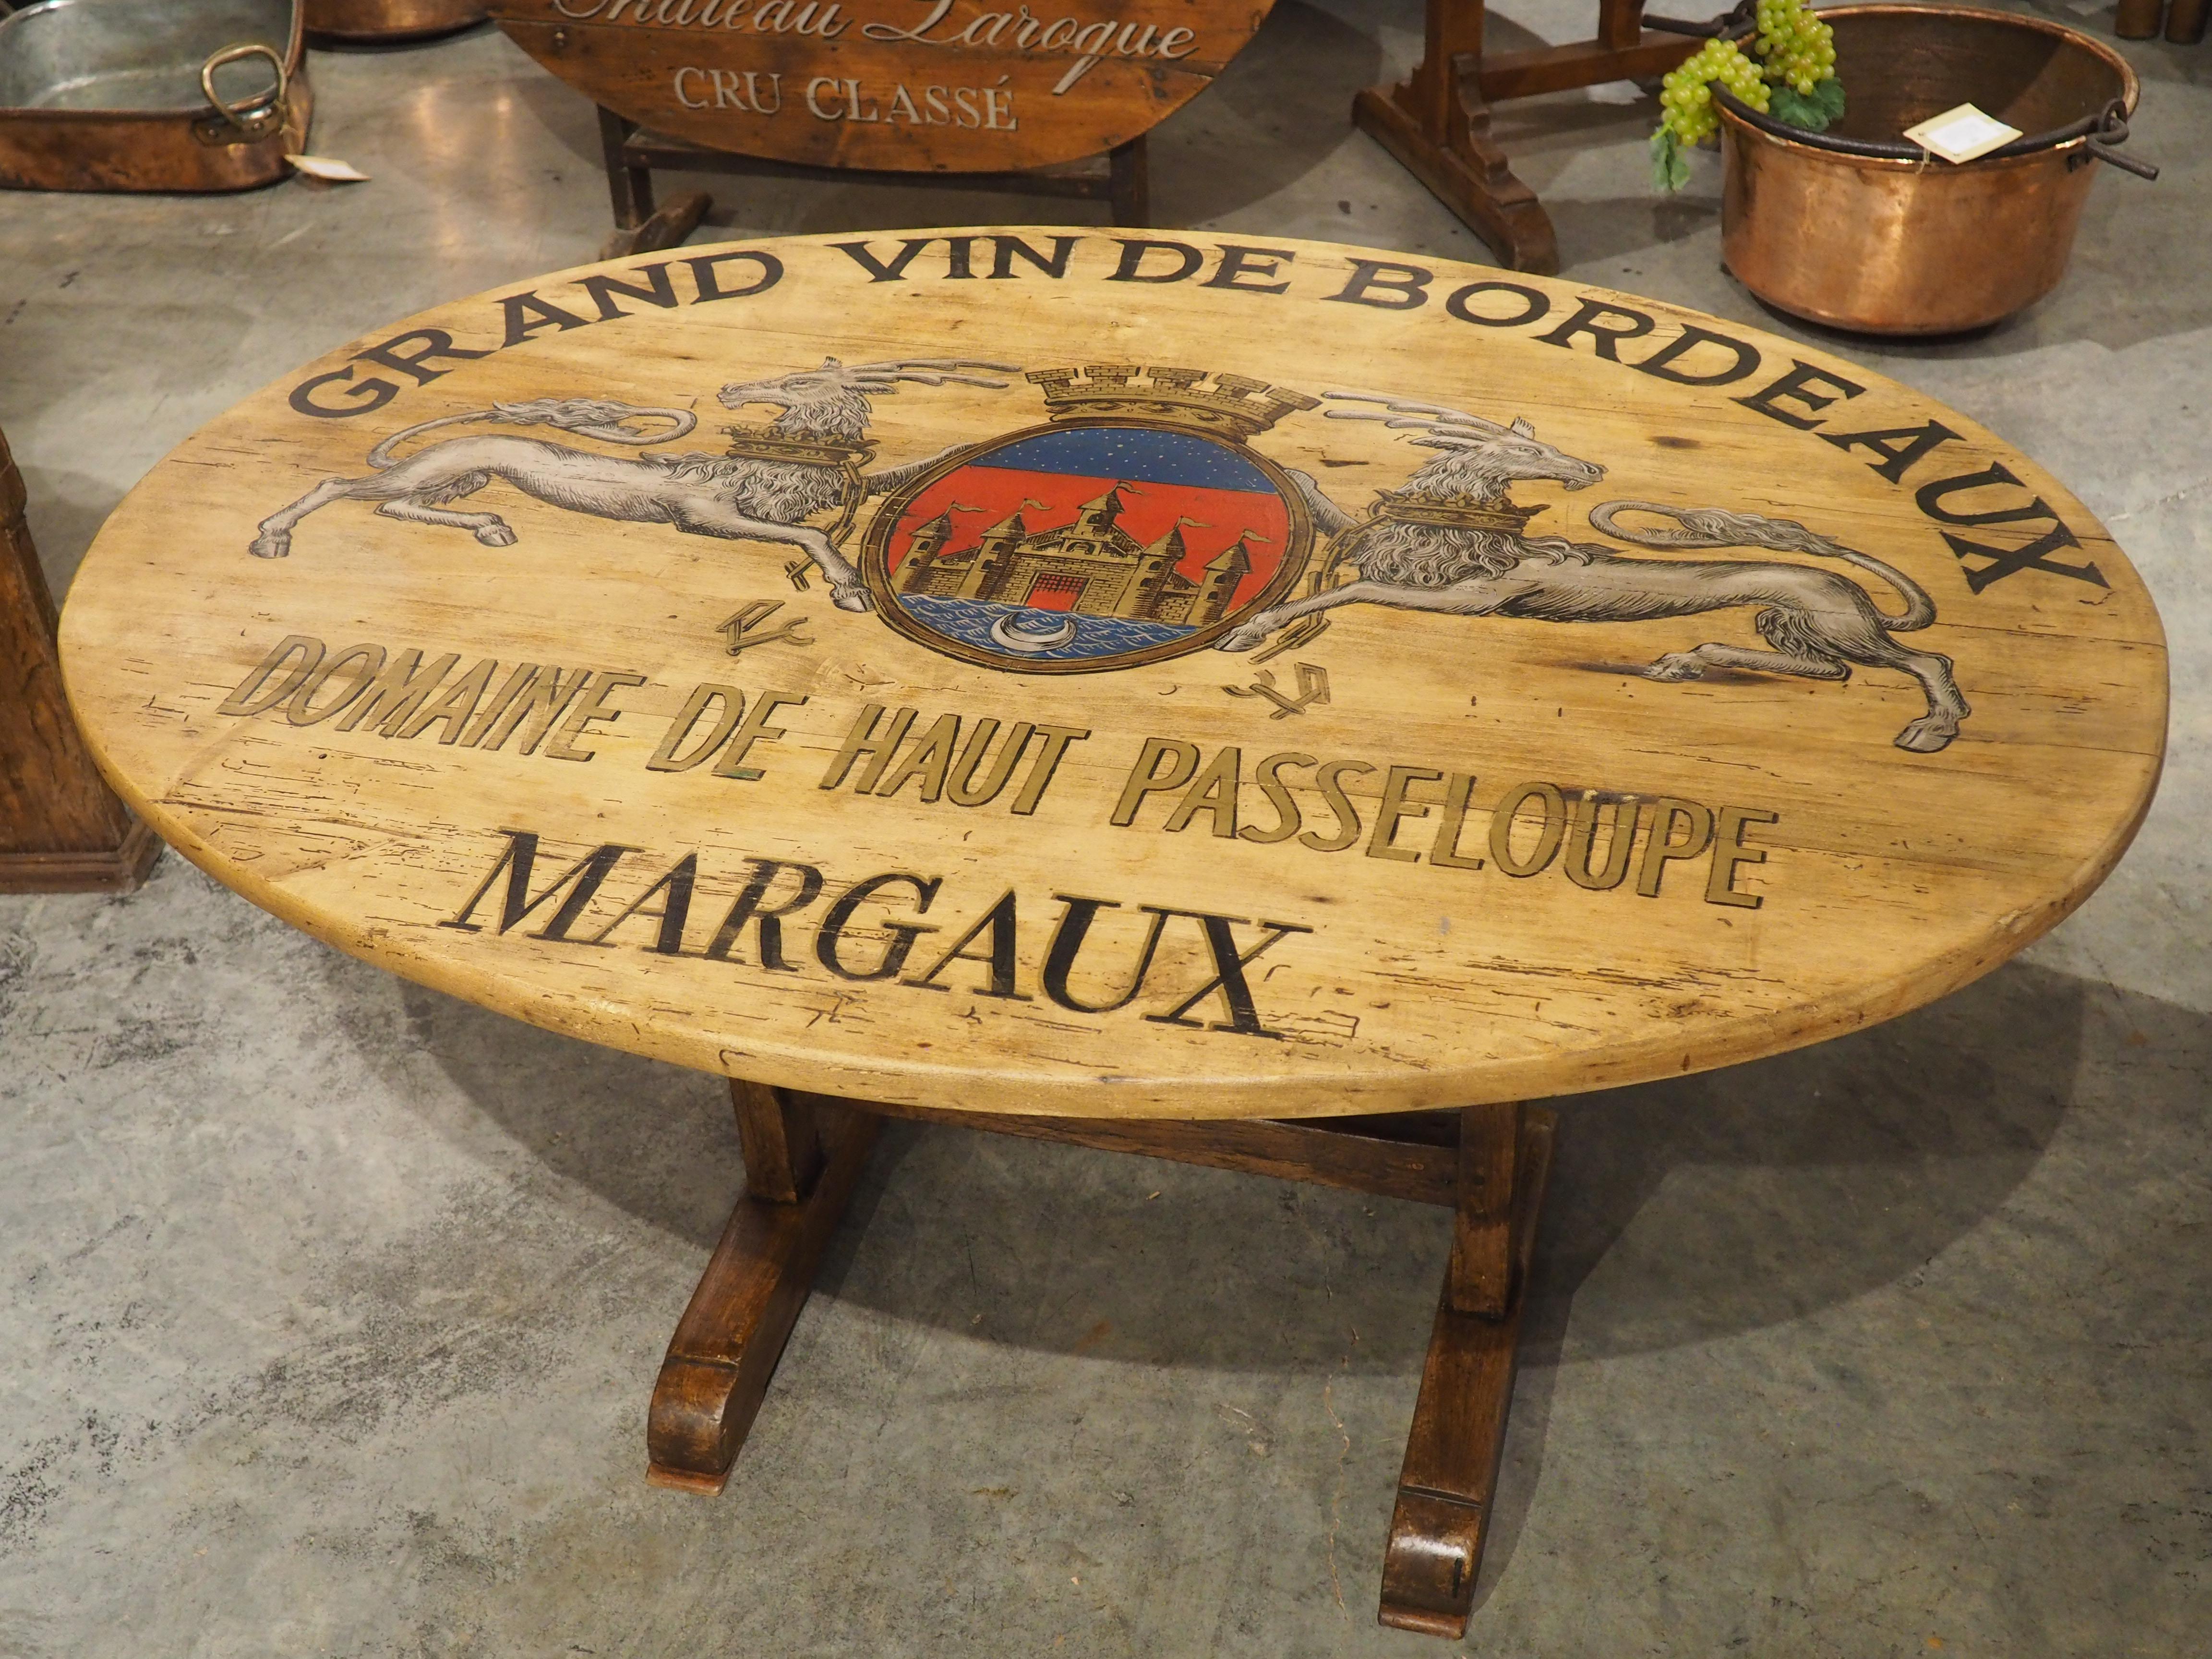 Château Laroque
CRU CLASSÉ
GRAND VIN DE BORDEAUX
DOMAINE DE HAUT PASSELOUPE
MARGAUX